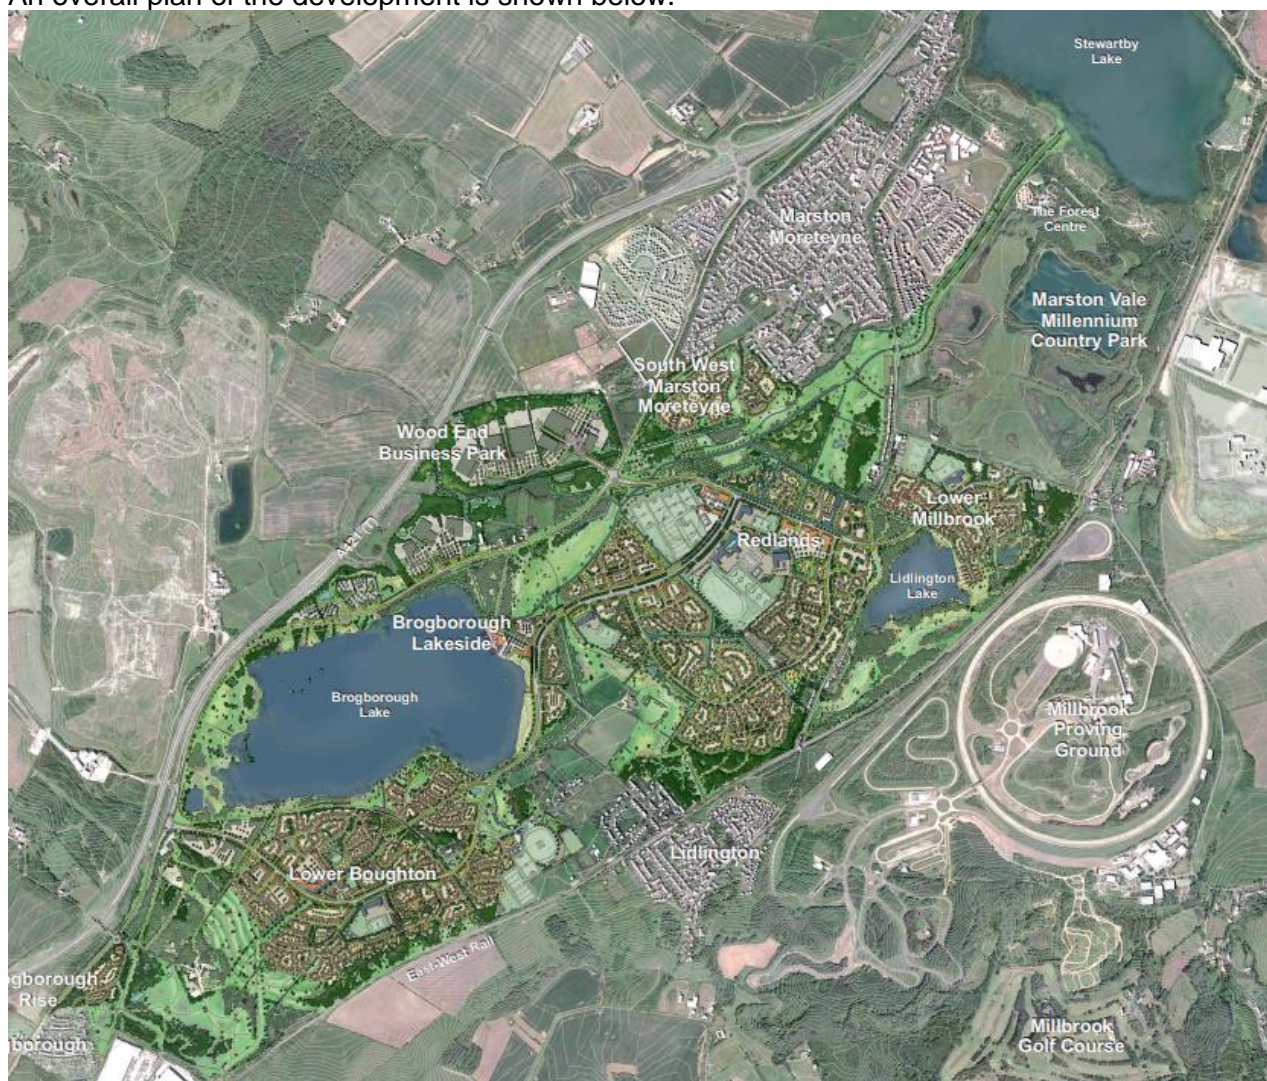 An overall plan of the development is shown below.
Stewartby
Lake
Marston
Moreteyne
The Forest
Centre
Marston Vale
Millennium
Country Park
South West
Marston
Moreteyne
Wood End
Business Park
Lower
Millbrook
A421(T)
Redlands
Lidlington
Lake
Brogborough
Lakeside
Brogborough
Lake
Millbrook
Proving
Ground
Lidlington
Lower Boughton
East-West Rail
ogborough
Rise
gborough
Millbrook
Golf Course